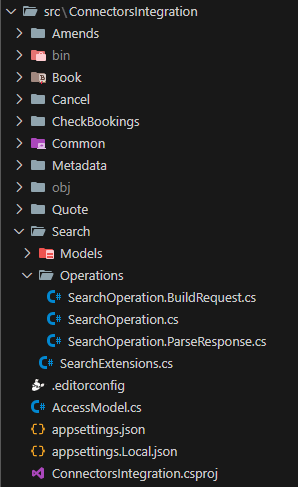 src\ConnectorsIntegration
Amends
bin
Book
Cancel
CheckBookings
Common
Metadata
obj
Quote
Search
Models
Operations
SearchOperation.BuildRequest.cs
SearchOperation.cs
SearchOperation.ParseResponse.cs
SearchExtensions.cs
.editorconfig
AccessModel.cs
appsettings.json
appsettings.Local.json
ConnectorsIntegration.csproj